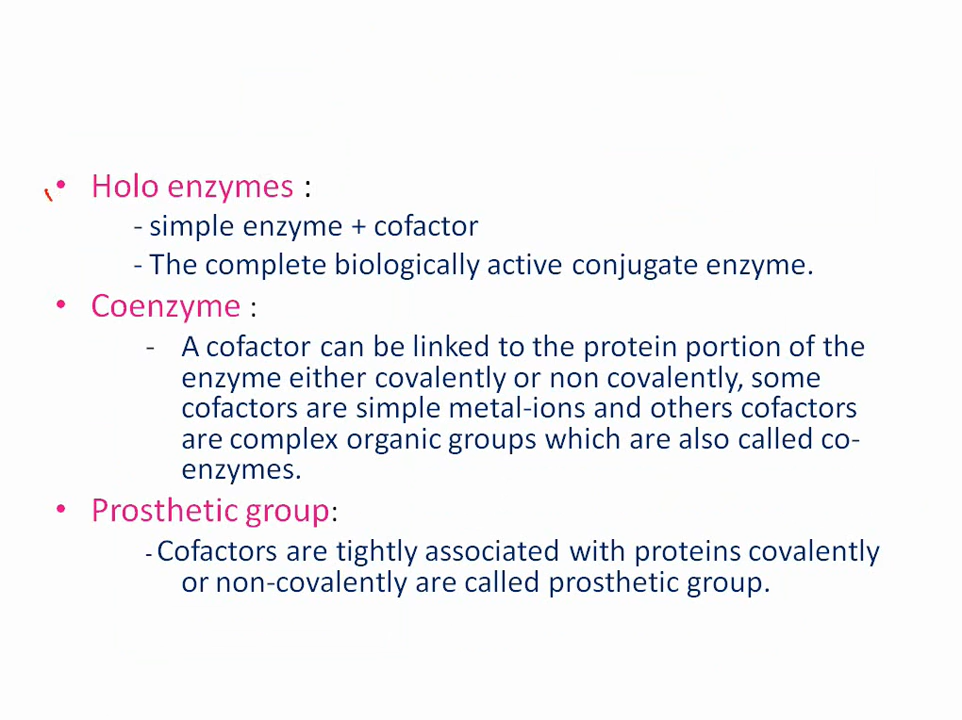 • Holo enzymes :
- simple enzyme + cofactor
- The complete biologically active conjugate enzyme.
• Coenzyme :
- A cofactor can be linked to the protein portion of the
enzyme either covalently or non covalently, some
cofactors are simple metal-ions and others cofactors
are complex organic groups which are also called co-
enzymes.
• Prosthetic group:
- Cofactors are tightly associated with proteins covalently
or non-covalently are called prosthetic group.